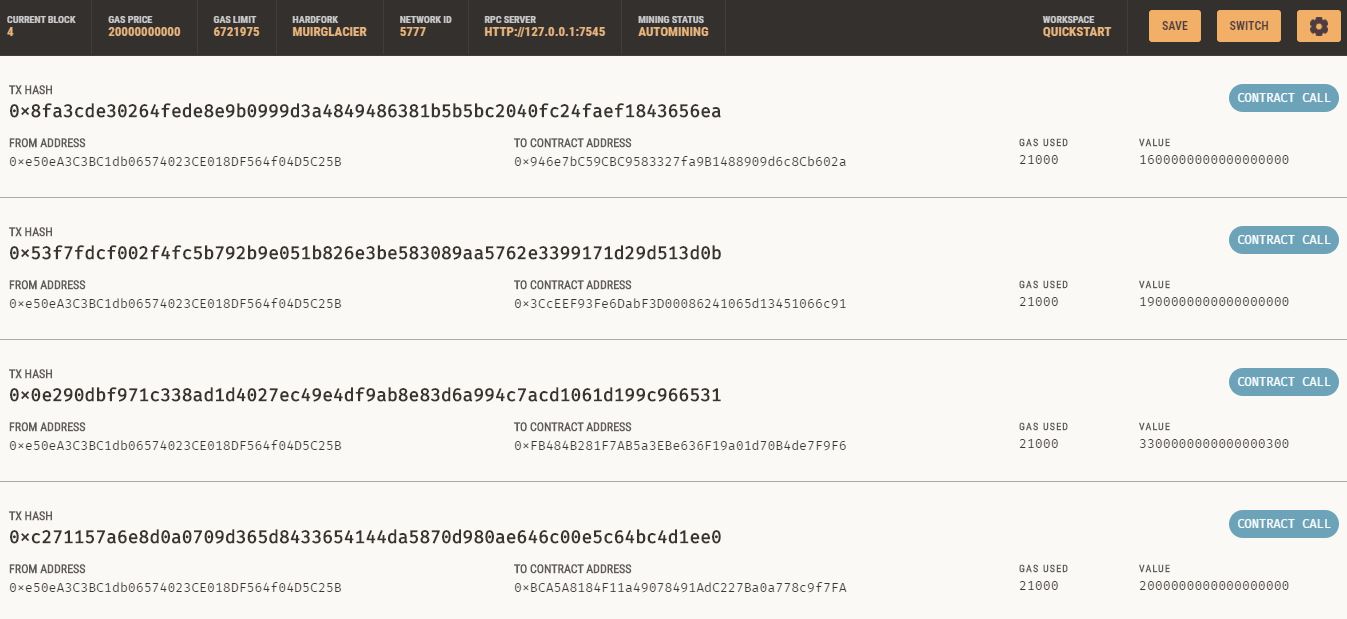 CURRENT BLOCK GAS PRICE GAS LIMIT HARDFORK NETWORK ID RPC SERVER MINING STATUS WORKSPACE
4 20000000000 6721975 MUIRGLACIER 5777 HTTP://127.0.0.1:7545 AUTOMINING QUICKSTART SAVE SWITCH
TX HASH
0×8fa3cde30264fede8e9b0999d3a4849486381b5b5bc2040fc24faef1843656ea CONTRACT CALL
FROM ADDRESS TO CONTRACT ADDRESS GAS USED VALUE
0×e50eA3C3BC1db06574023CE018DF564f04D5C25B 0×946e7bC59CBC9583327fa9B1488909d6c8Cb602a 21000 1600000000000000000
TX HASH
0×53f7fdcf002f4fc5b792b9e051b826e3be583089aa5762e3399171d29d513d0b CONTRACT CALL
FROM ADDRESS TO CONTRACT ADDRESS GAS USED VALUE
0×e50eA3C3BC1db06574023CE018DF564f04D5C25B 0×3CcEEF93Fe6DabF3D00086241065d13451066c91 21000 1900000000000000000
TX HASH
0×0e290dbf971c338ad1d4027ec49e4df9ab8e83d6a994c7acd1061d199c966531 CONTRACT CALL
FROM ADDRESS TO CONTRACT ADDRESS GAS USED VALUE
0×e50eA3C3BC1db06574023CE018DF564f04D5C25B 0×FB484B281F7AB5a3EBe636F19a01d70B4de7F9F6 21000 3300000000000000300
TX HASH
0×c271157a6e8d0a0709d365d8433654144da5870d980ae646c00e5c64bc4d1ee0 CONTRACT CALL
FROM ADDRESS TO CONTRACT ADDRESS GAS USED VALUE
0×e50eA3C3BC1db06574023CE018DF564f04D5C25B 0×BCA5A8184F11a49078491AdC227Ba0a778c9f7FA 21000 2000000000000000000